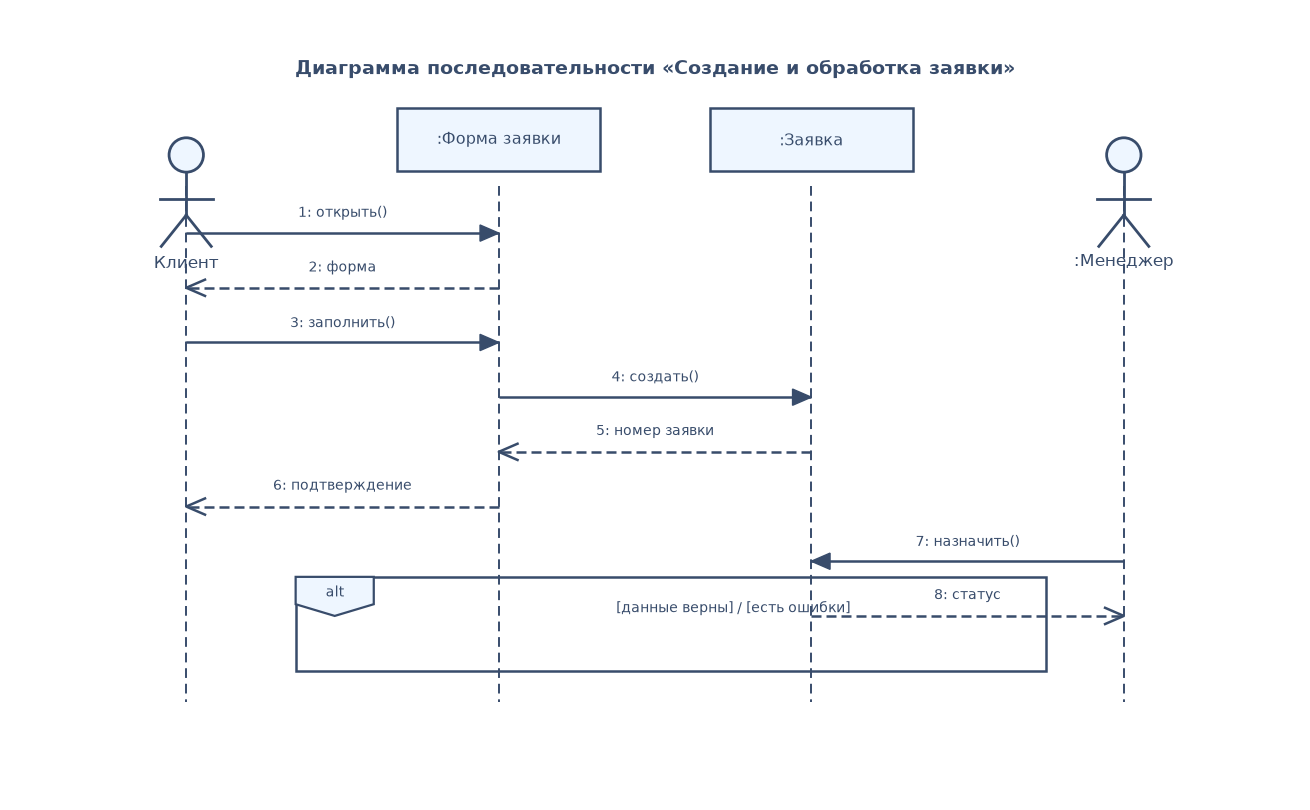 Диаграмма последовательности «Создание и обработка заявки»
:Форма заявки
:Заявка
Клиент
:Менеджер
1: открыть()
2: форма
3: заполнить()
4: создать()
5: номер заявки
6: подтверждение
7: назначить()
alt
[данные верны] / [есть ошибки]
8: статус